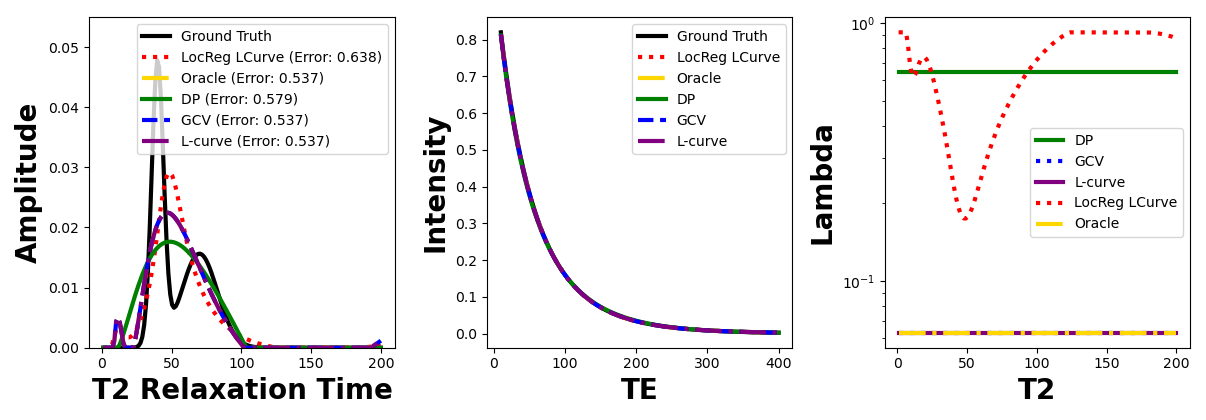 Amplitude
0.05
0.04
0.03
0.02
0.01
0.00
Ground Truth
LocReg LCurve (Error: 0.638)
Oracle (Error: 0.537)
DP (Error: 0.579)
GCV (Error: 0.537)
L-curve (Error: 0.537)
0 50 100 150 200
T2 Relaxation Time
Intensity
0.8
0.7
0.6
0.5
0.4
0.3
0.2
0.1
0.0
Ground Truth
LocReg LCurve
Oracle
DP
GCV
L-curve
0 100 200 300 400
TE
Lambda
10⁰
10⁻¹
DP
GCV
L-curve
LocReg LCurve
Oracle
0 50 100 150 200
T2